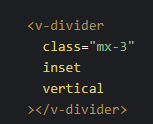 <v-divider
class="mx-3"
inset
vertical
></v-divider>